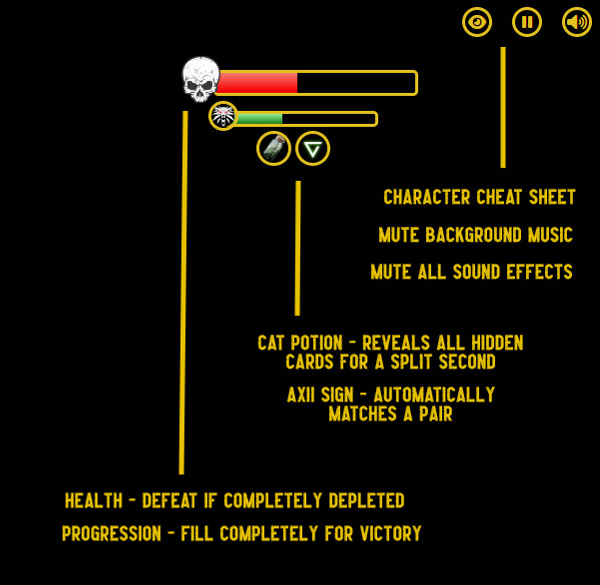 CHARACTER CHEAT SHEET
MUTE BACKGROUND MUSIC
MUTE ALL SOUND EFFECTS
CAT POTION - REVEALS ALL HIDDEN
CARDS FOR A SPLIT SECOND
AXII SIGN - AUTOMATICALLY
MATCHES A PAIR
HEALTH - DEFEAT IF COMPLETELY DEPLETED
PROGRESSION - FILL COMPLETELY FOR VICTORY